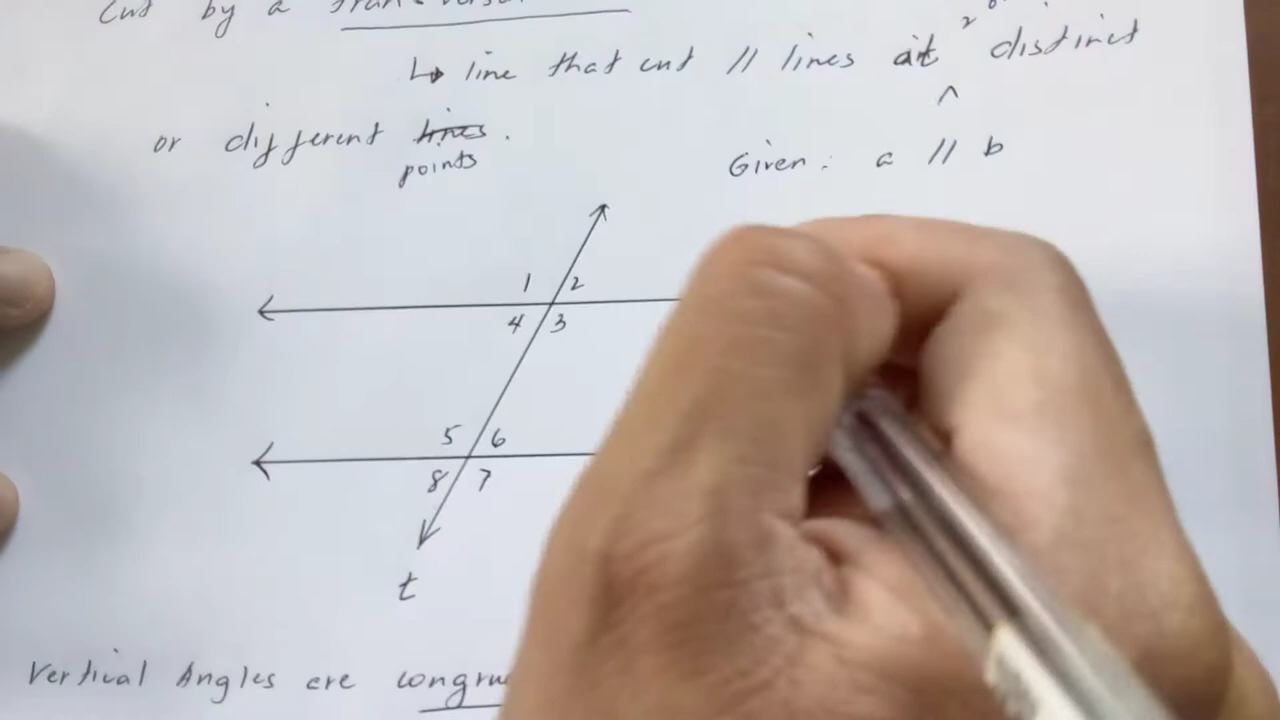 cut by a
line that cut // lines at 2 distinct
or different lines.
points
Given: a // b
1 2
4 3
5 6
8 7
t
Vertical Angles are